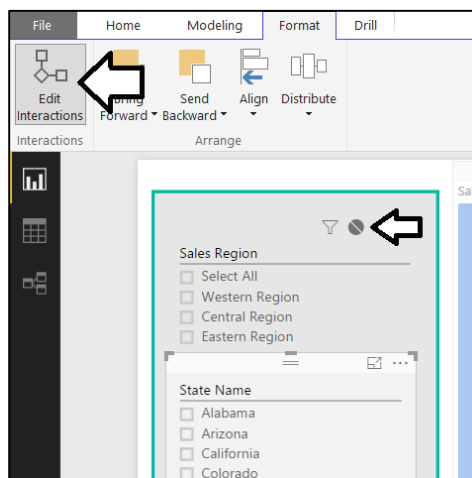 File Home Modeling Format Drill
Edit Interactions
Bring Forward
Send Backward
Align
Distribute
Interactions
Arrange
Sales Region
Select All
Western Region
Central Region
Eastern Region
State Name
Alabama
Arizona
California
Colorado